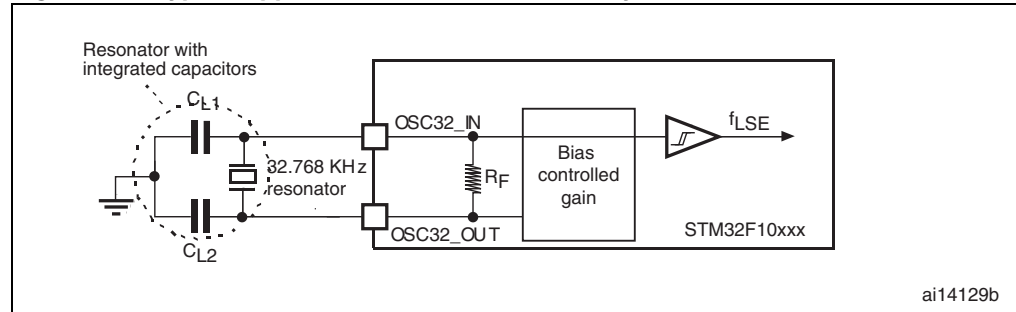 Resonator with
integrated capacitors
CL1
OSC32_IN
fLSE
32.768 KHz
resonator
RF
Bias
controlled
gain
OSC32_OUT
STM32F10xxx
CL2
ai14129b